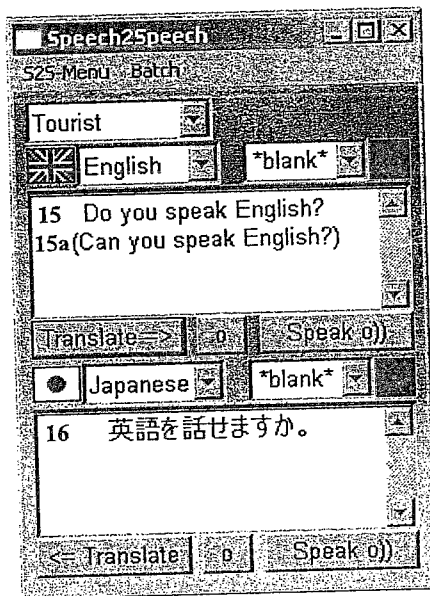 Speech2Speech
S2S-Menu Batch
Tourist
English *blank*
15 Do you speak English?
15a(Can you speak English?)
Translate => o Speak o))
Japanese *blank*
16 英語を話せますか。
<= Translate o Speak o))